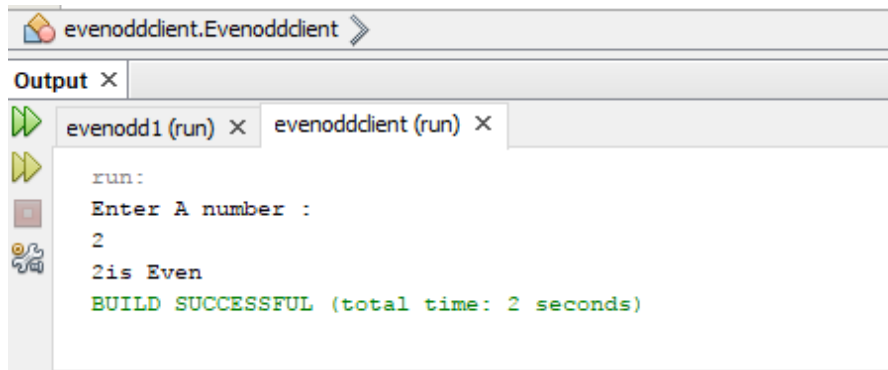 evenoddclient.Evenoddclient
Output
evenodd1 (run) evenoddclient (run)
run:
Enter A number :
2
2is Even
BUILD SUCCESSFUL (total time: 2 seconds)